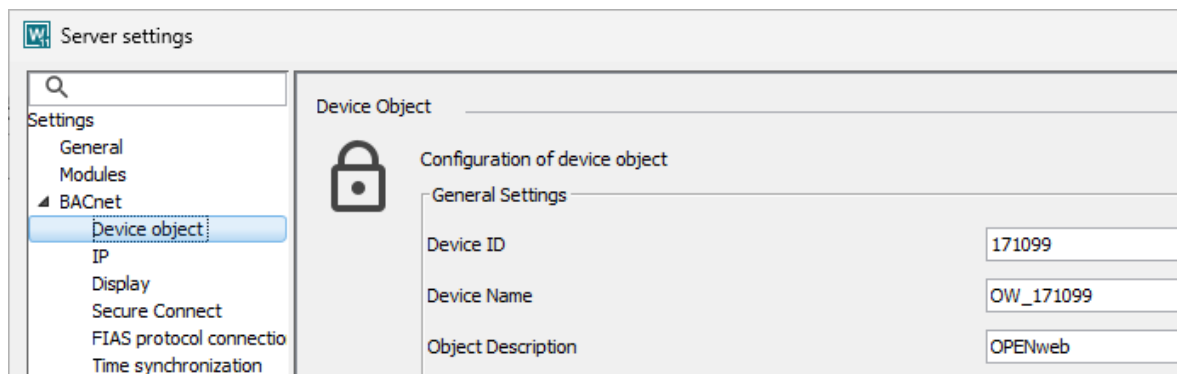 Server settings
Settings
General
Modules
BACnet
Device object
IP
Display
Secure Connect
FIAS protocol connectio
Time synchronization
Device Object
Configuration of device object
General Settings
Device ID 171099
Device Name OW_171099
Object Description OPENweb